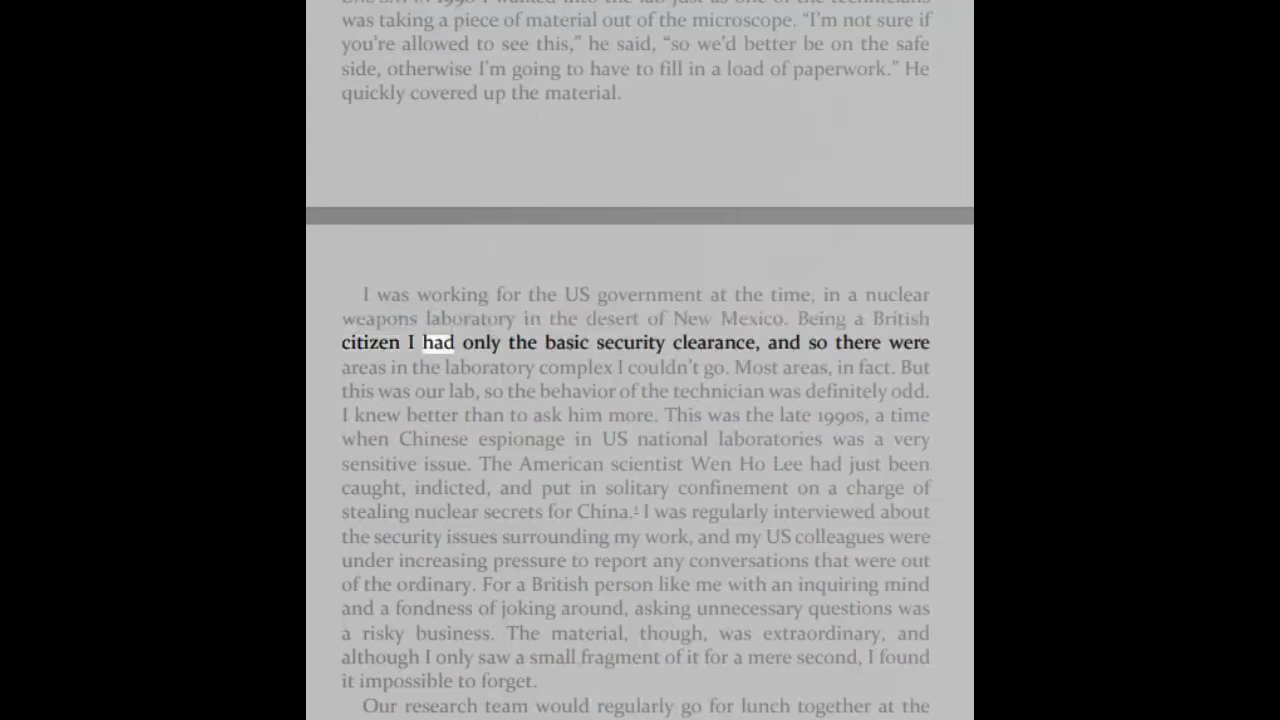 was taking a piece of material out of the microscope. “I’m not sure if
you’re allowed to see this,” he said, “so we’d better be on the safe
side, otherwise I’m going to have to fill in a load of paperwork.” He
quickly covered up the material.
I was working for the US government at the time, in a nuclear
weapons laboratory in the desert of New Mexico. Being a British
citizen I had only the basic security clearance, and so there were
areas in the laboratory complex I couldn’t go. Most areas, in fact. But
this was our lab, so the behavior of the technician was definitely odd.
I knew better than to ask him more. This was the late 1990s, a time
when Chinese espionage in US national laboratories was a very
sensitive issue. The American scientist Wen Ho Lee had just been
caught, indicted, and put in solitary confinement on a charge of
stealing nuclear secrets for China.¹ I was regularly interviewed about
the security issues surrounding my work, and my US colleagues were
under increasing pressure to report any conversations that were out
of the ordinary. For a British person like me with an inquiring mind
and a fondness of joking around, asking unnecessary questions was
a risky business. The material, though, was extraordinary, and
although I only saw a small fragment of it for a mere second, I found
it impossible to forget.
Our research team would regularly go for lunch together at the